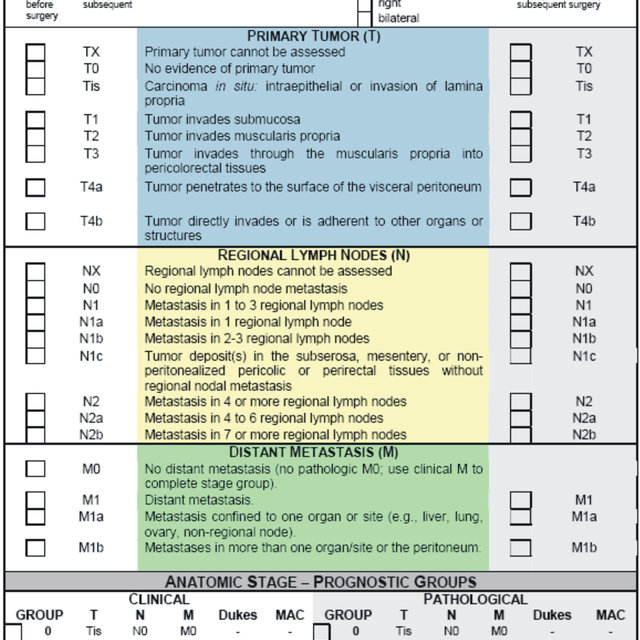 before subsequent right subsequent surgery
surgery bilateral
PRIMARY TUMOR (T)
TX Primary tumor cannot be assessed TX
T0 No evidence of primary tumor T0
Tis Carcinoma in situ: intraepithelial or invasion of lamina Tis
propria
T1 Tumor invades submucosa T1
T2 Tumor invades muscularis propria T2
T3 Tumor invades through the muscularis propria into T3
pericolorectal tissues
T4a Tumor penetrates to the surface of the visceral peritoneum T4a
T4b Tumor directly invades or is adherent to other organs or T4b
structures
REGIONAL LYMPH NODES (N)
NX Regional lymph nodes cannot be assessed NX
N0 No regional lymph node metastasis N0
N1 Metastasis in 1 to 3 regional lymph nodes N1
N1a Metastasis in 1 regional lymph node N1a
N1b Metastasis in 2-3 regional lymph nodes N1b
N1c Tumor deposit(s) in the subserosa, mesentery, or non- N1c
peritonealized pericolic or perirectal tissues without
regional nodal metastasis
N2 Metastasis in 4 or more regional lymph nodes N2
N2a Metastasis in 4 to 6 regional lymph nodes N2a
N2b Metastasis in 7 or more regional lymph nodes N2b
DISTANT METASTASIS (M)
M0 No distant metastasis (no pathologic M0; use clinical M to
complete stage group).
M1 Distant metastasis. M1
M1a Metastasis confined to one organ or site (e.g., liver, lung, M1a
ovary, non-regional node).
M1b Metastases in more than one organ/site or the peritoneum. M1b
ANATOMIC STAGE – PROGNOSTIC GROUPS
CLINICAL PATHOLOGICAL
GROUP T N M Dukes MAC GROUP T N M Dukes MAC
0 Tis N0 M0 - - 0 Tis N0 M0 - -